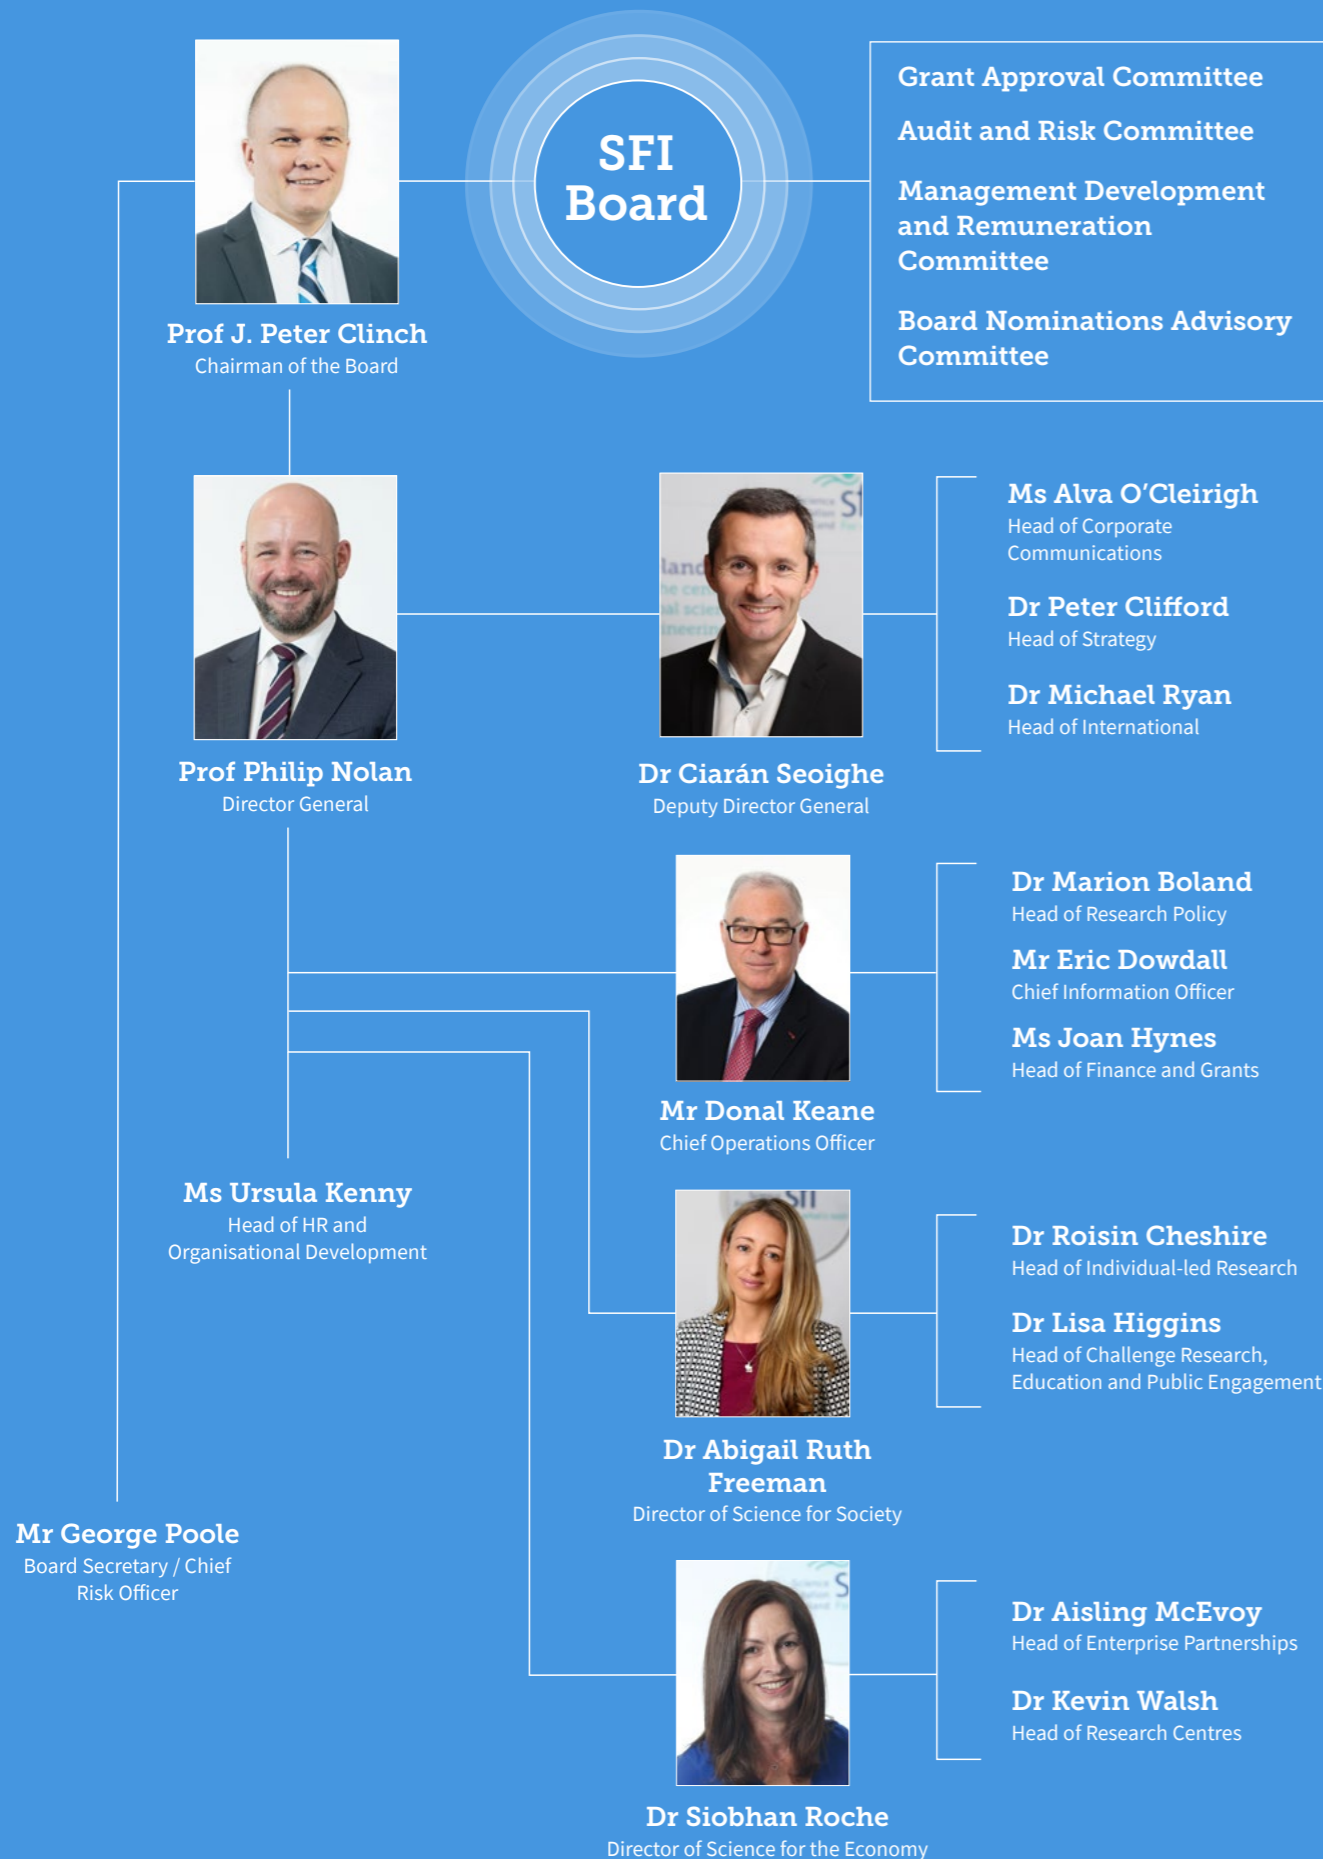 SFI
Board
Grant Approval Committee
Audit and Risk Committee
Management Development
and Remuneration
Committee
Board Nominations Advisory
Committee
Prof J. Peter Clinch
Chairman of the Board
Prof Philip Nolan
Director General
Dr Ciarán Seoighe
Deputy Director General
Ms Alva O'Cleirigh
Head of Corporate
Communications
Dr Peter Clifford
Head of Strategy
Dr Michael Ryan
Head of International
Mr Donal Keane
Chief Operations Officer
Dr Marion Boland
Head of Research Policy
Mr Eric Dowdall
Chief Information Officer
Ms Joan Hynes
Head of Finance and Grants
Ms Ursula Kenny
Head of HR and
Organisational Development
Dr Abigail Ruth
Freeman
Director of Science for Society
Dr Roisin Cheshire
Head of Individual-led Research
Dr Lisa Higgins
Head of Challenge Research,
Education and Public Engagement
Mr George Poole
Board Secretary / Chief
Risk Officer
Dr Siobhan Roche
Director of Science for the Economy
Dr Aisling McEvoy
Head of Enterprise Partnerships
Dr Kevin Walsh
Head of Research Centres